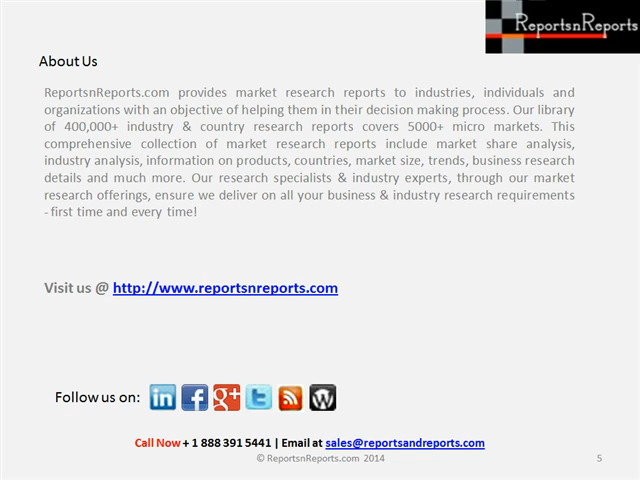 ReportsnReports
About Us
ReportsnReports.com provides market research reports to industries, individuals and
organizations with an objective of helping them in their decision making process. Our library
of 400,000+ industry & country research reports covers 5000+ micro markets. This
comprehensive collection of market research reports include market share analysis,
industry analysis, information on products, countries, market size, trends, business research
details and much more. Our research specialists & industry experts, through our market
research offerings, ensure we deliver on all your business & industry research requirements
- first time and every time!
Visit us @ http://www.reportsnreports.com
Follow us on: in f g+ t W
Call Now + 1 888 391 5441 | Email at sales@reportsandreports.com
© ReportsnReports.com 2014 5